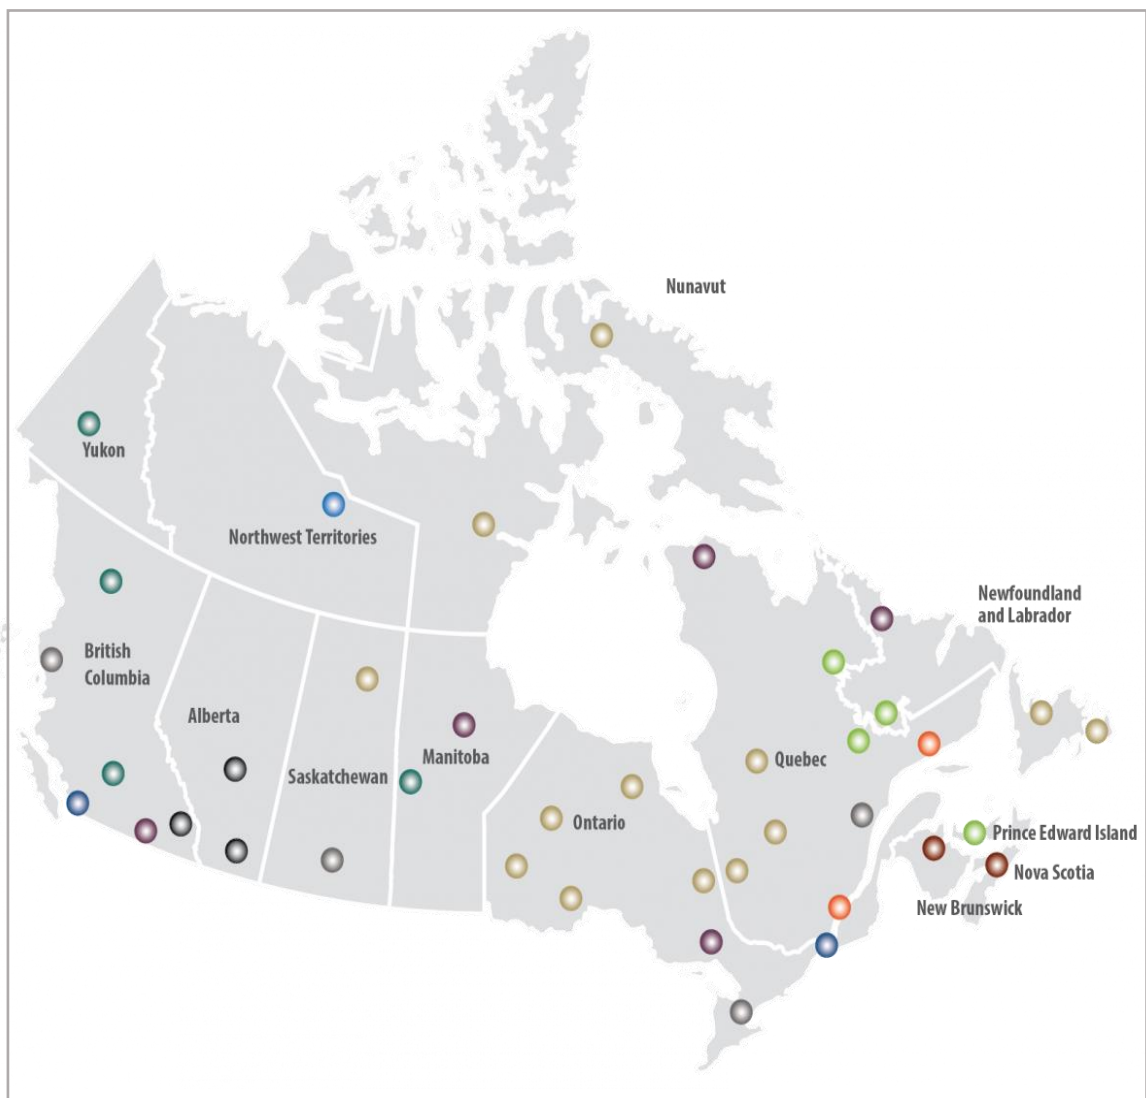 Nunavut
Yukon
Northwest Territories
Newfoundland
and Labrador
British
Columbia
Alberta
Saskatchewan
Manitoba
Quebec
Ontario
Prince Edward Island
Nova Scotia
New Brunswick